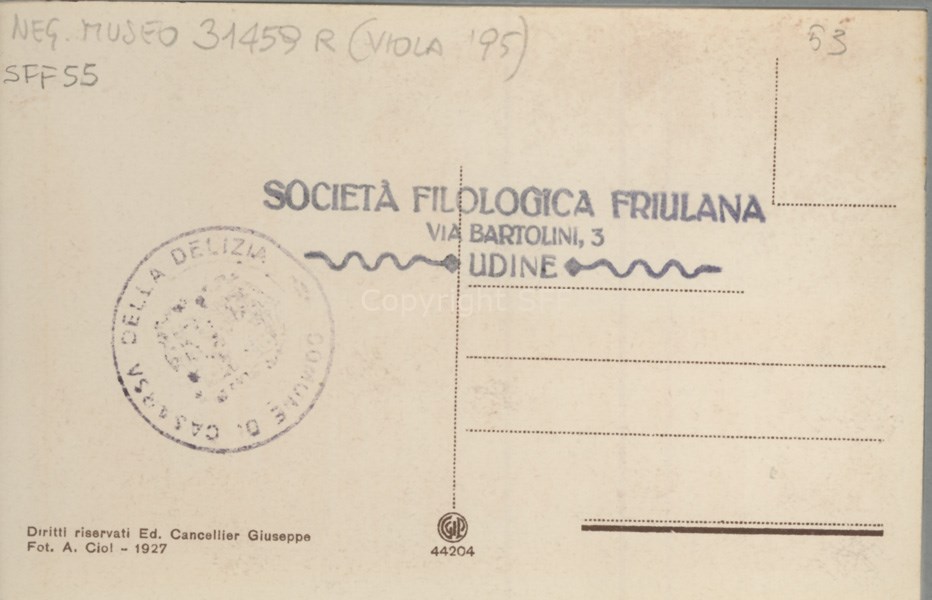 NEG. MUSEO 31459 R (VIOLA '95)
53
SFF55
SOCIETÀ FILOLOGICA FRIULANA
VIA BARTOLINI, 3
UDINE
COMUNE DI CASARSA DELLA DELIZIA
Copyright SFF
Diritti riservati Ed. Cancellier Giuseppe
Fot. A. Ciol - 1927
44204